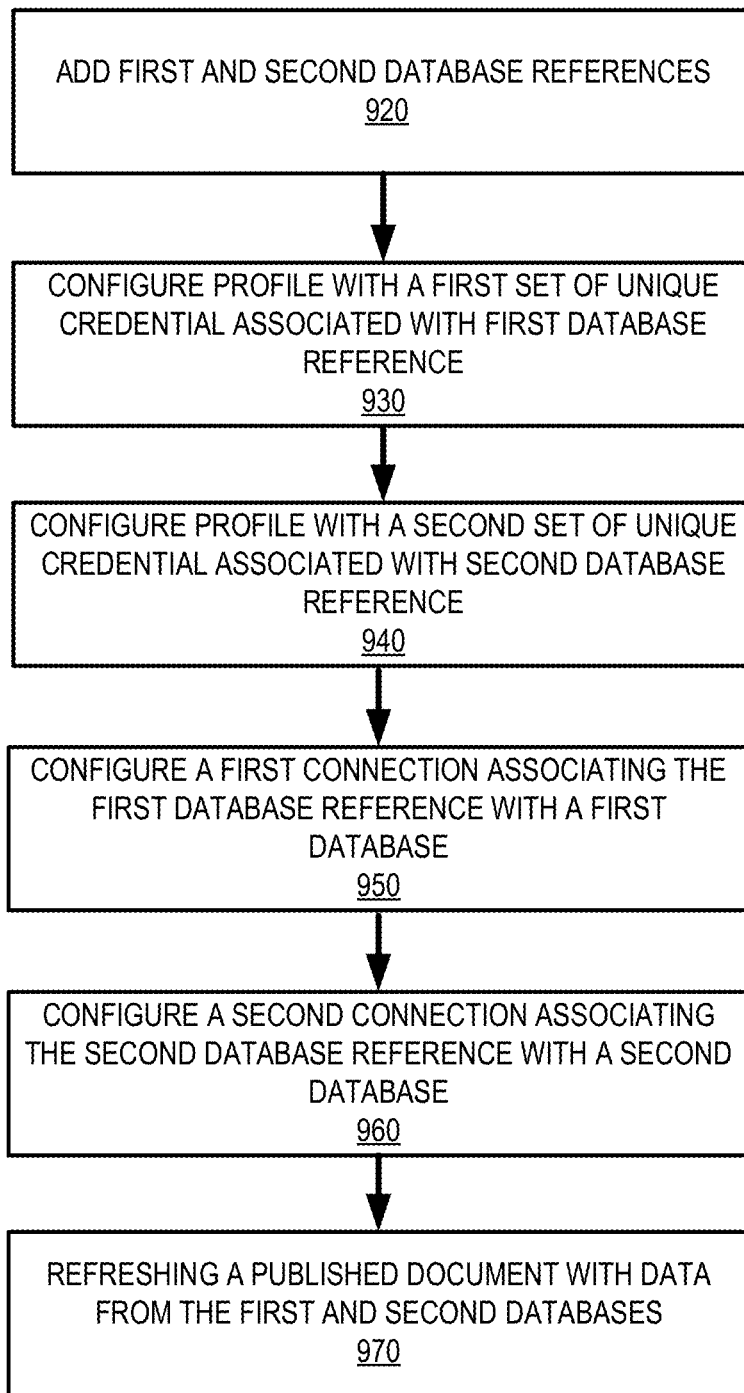 ADD FIRST AND SECOND DATABASE REFERENCES
920
CONFIGURE PROFILE WITH A FIRST SET OF UNIQUE
CREDENTIAL ASSOCIATED WITH FIRST DATABASE
REFERENCE
930
CONFIGURE PROFILE WITH A SECOND SET OF UNIQUE
CREDENTIAL ASSOCIATED WITH SECOND DATABASE
REFERENCE
940
CONFIGURE A FIRST CONNECTION ASSOCIATING THE
FIRST DATABASE REFERENCE WITH A FIRST
DATABASE
950
CONFIGURE A SECOND CONNECTION ASSOCIATING
THE SECOND DATABASE REFERENCE WITH A SECOND
DATABASE
960
REFRESHING A PUBLISHED DOCUMENT WITH DATA
FROM THE FIRST AND SECOND DATABASES
970